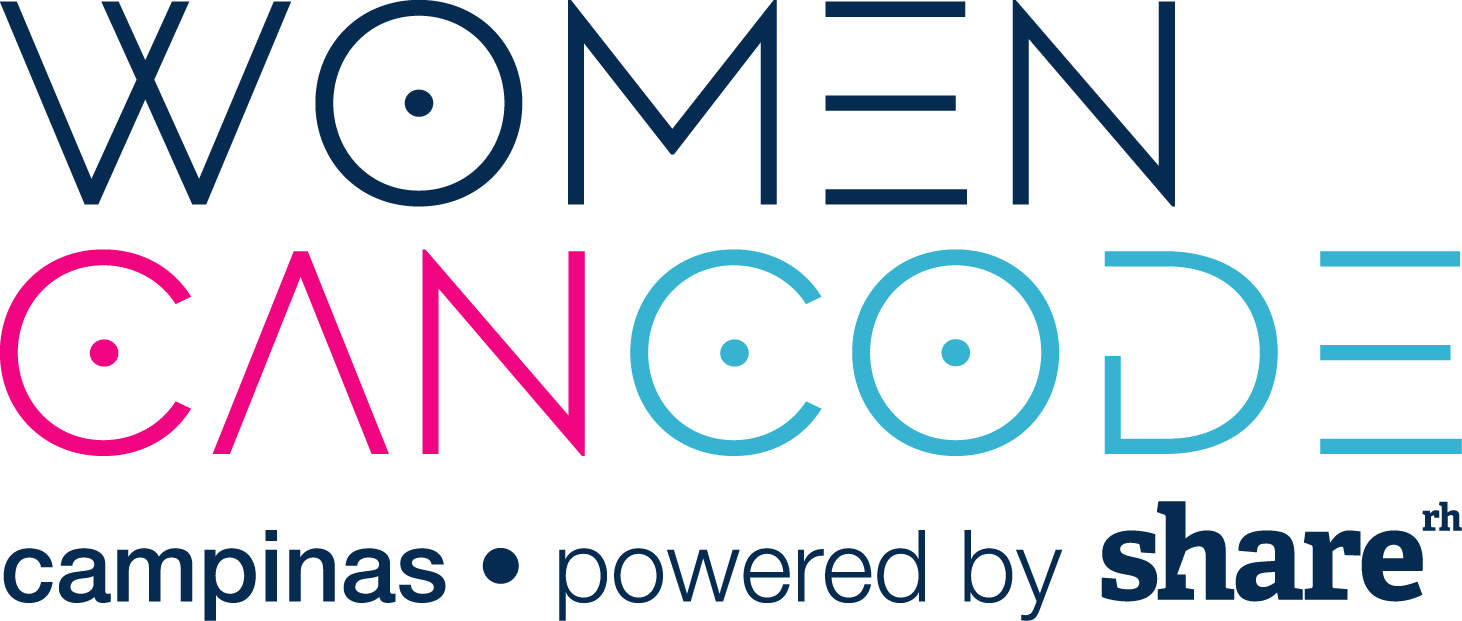 WOMEN
CANCODE
campinas • powered by share rh